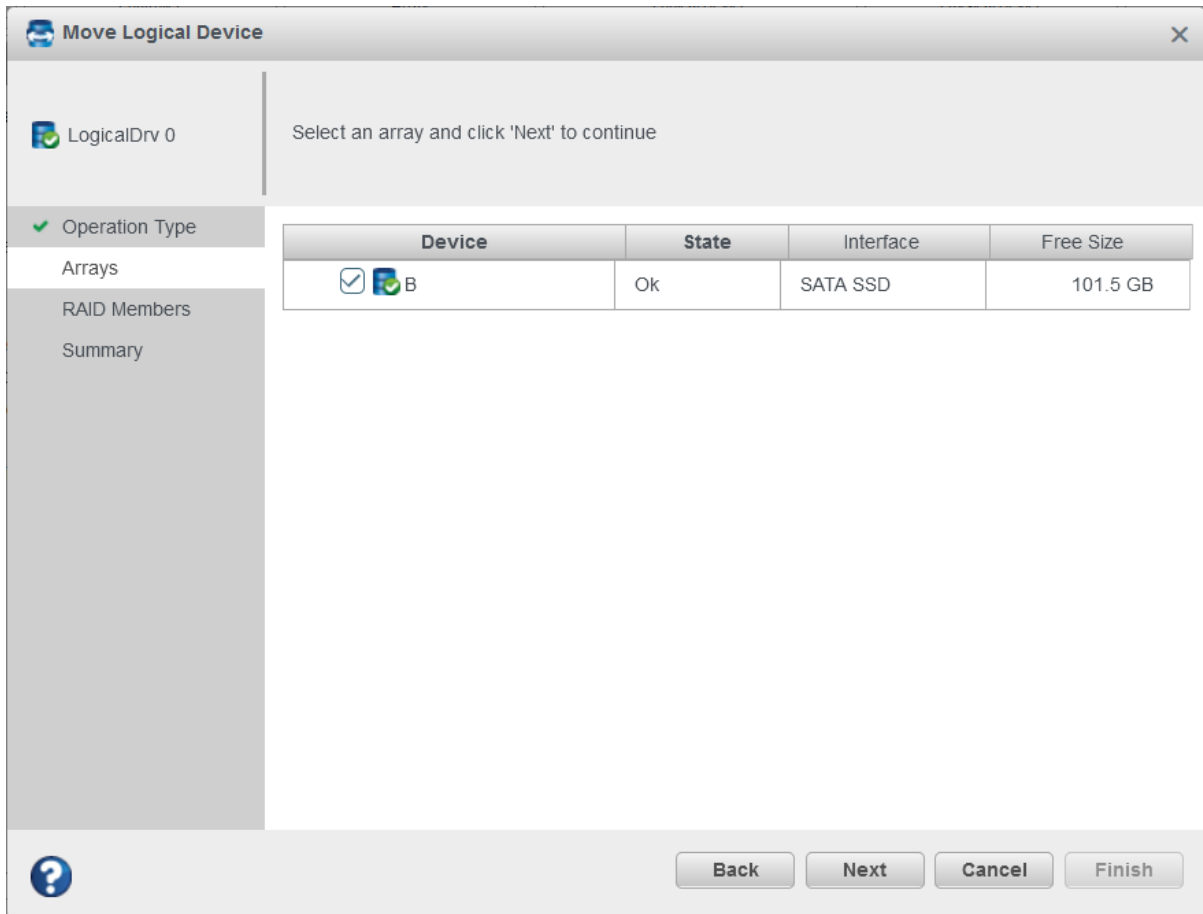 Move Logical Device
LogicalDrv 0
Select an array and click 'Next' to continue
Operation Type
Arrays
RAID Members
Summary
Device State Interface Free Size
B Ok SATA SSD 101.5 GB
Back Next Cancel Finish